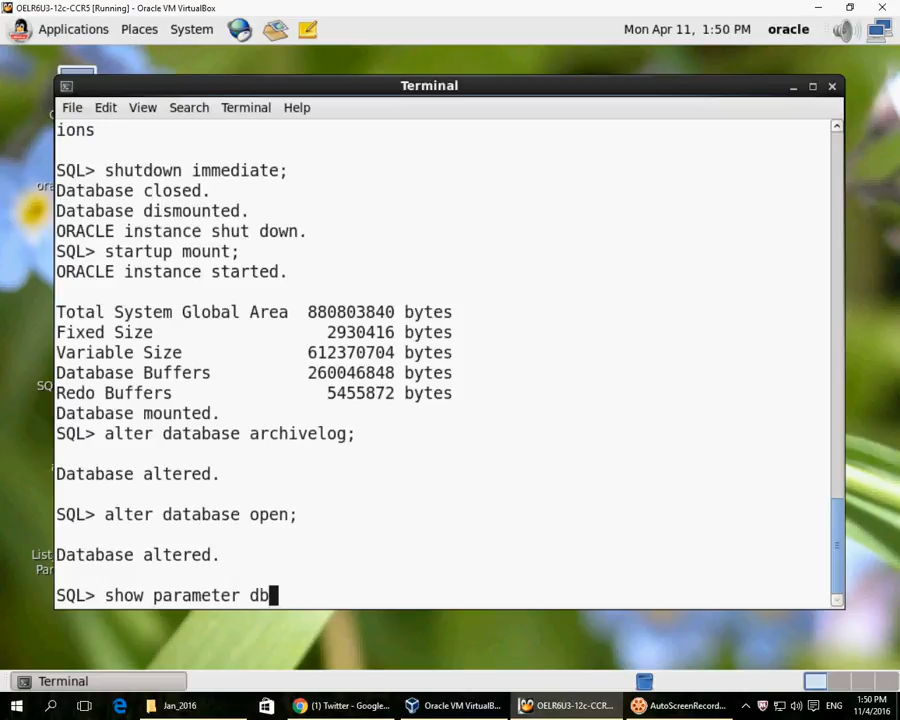 OELR6U3-12c-CCR5 [Running] - Oracle VM VirtualBox
Applications Places System Mon Apr 11, 1:50 PM oracle
Terminal
File Edit View Search Terminal Help
ions
SQL> shutdown immediate;
Database closed.
Database dismounted.
ORACLE instance shut down.
SQL> startup mount;
ORACLE instance started.
Total System Global Area 880803840 bytes
Fixed Size 2930416 bytes
Variable Size 612370704 bytes
Database Buffers 260046848 bytes
Redo Buffers 5455872 bytes
Database mounted.
SQL> alter database archivelog;
Database altered.
SQL> alter database open;
Database altered.
SQL> show parameter db
List
Par
Terminal
Jan_2016 (1) Twitter - Google... Oracle VM VirtualB... OELR6U3-12c-CCR... AutoScreenRecord... ENG 1:50 PM
11/4/2016